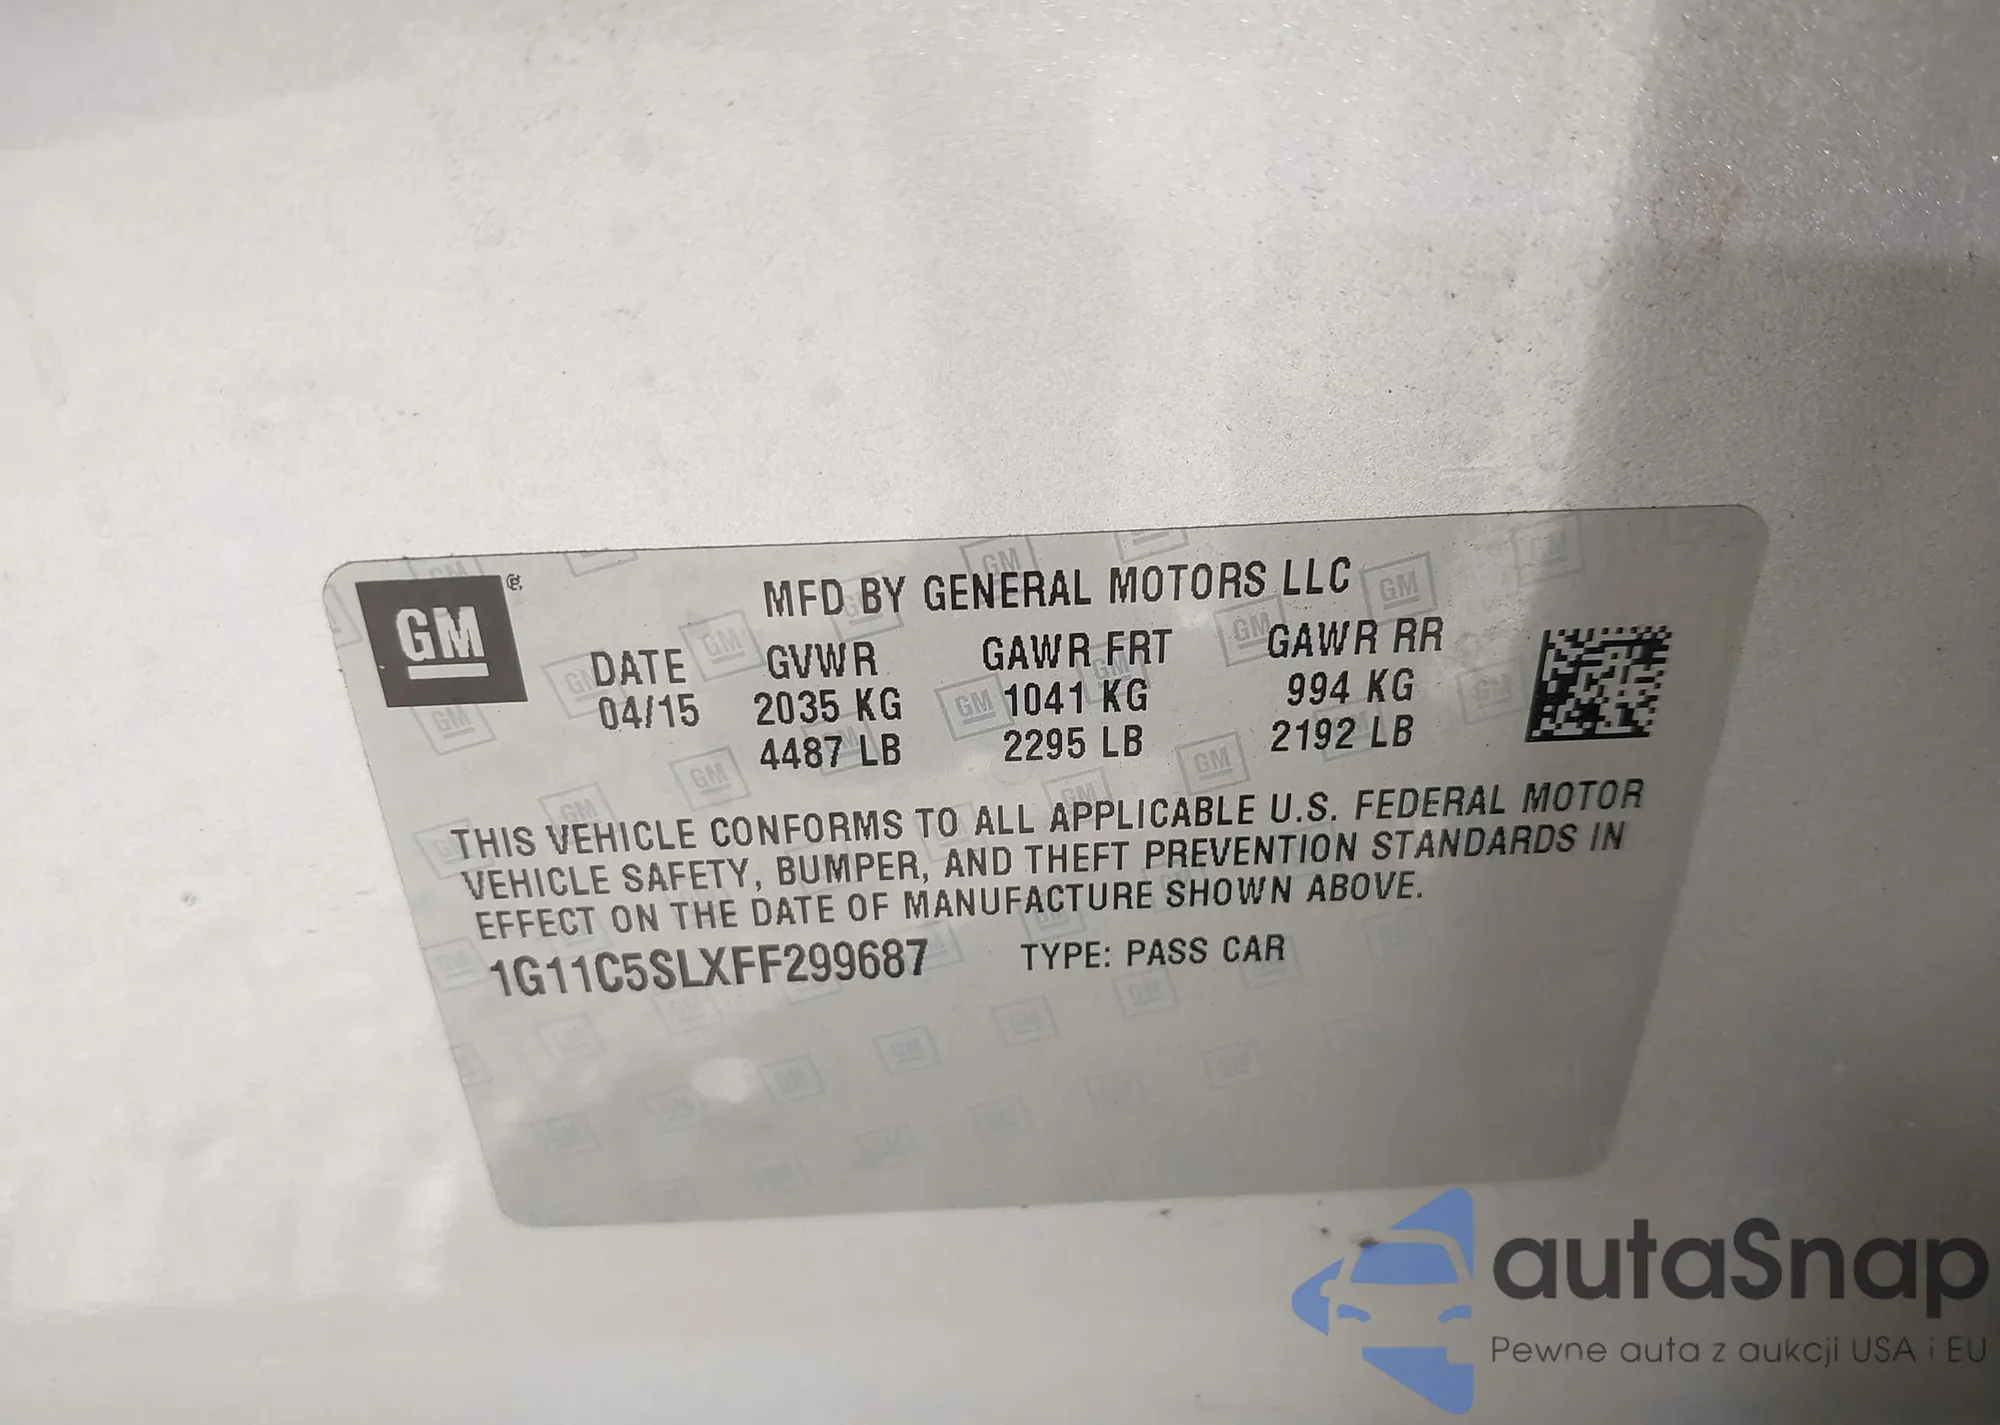 GM ®
MFD BY GENERAL MOTORS LLC
DATE GVWR GAWR FRT GAWR RR
04/15 2035 KG 1041 KG 994 KG
4487 LB 2295 LB 2192 LB
THIS VEHICLE CONFORMS TO ALL APPLICABLE U.S. FEDERAL MOTOR
VEHICLE SAFETY, BUMPER, AND THEFT PREVENTION STANDARDS IN
EFFECT ON THE DATE OF MANUFACTURE SHOWN ABOVE.
1G11C5SLXFF299687 TYPE: PASS CAR
autaSnap
Pewne auta z aukcji USA i EU